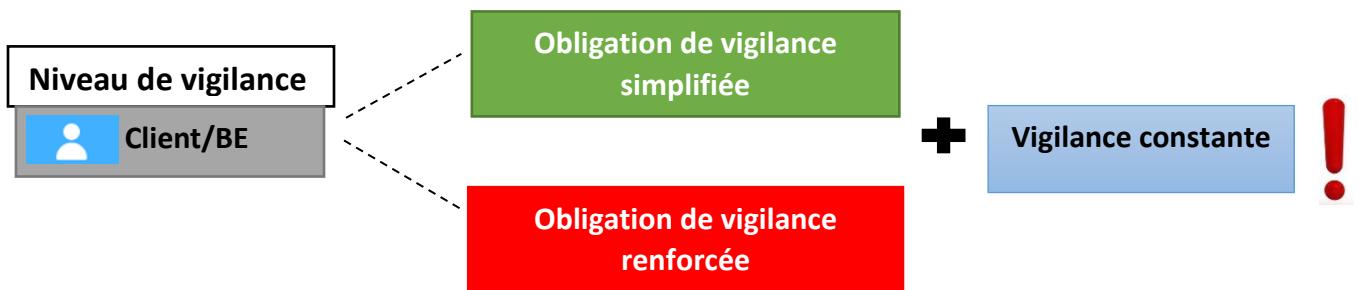 Niveau de vigilance
Client/BE
Obligation de vigilance
simplifiée
Obligation de vigilance
renforcée
Vigilance constante